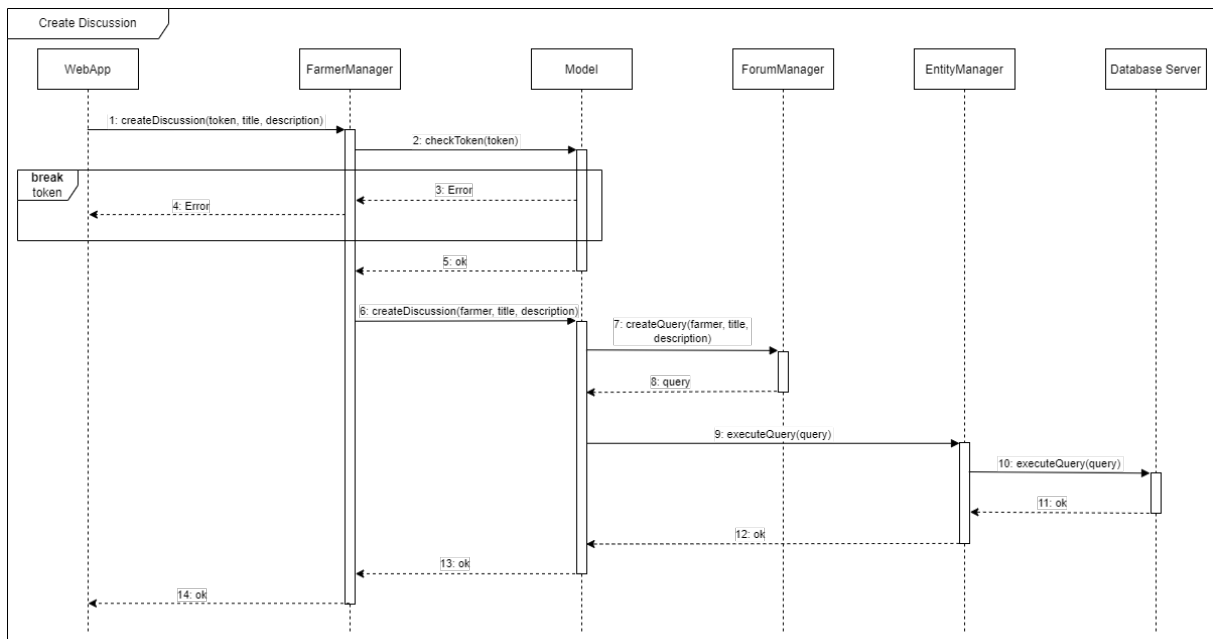 Create Discussion
WebApp
FarmerManager
Model
ForumManager
EntityManager
Database Server
1: createDiscussion(token, title, description)
2: checkToken(token)
break
token
3: Error
4: Error
5: ok
6: createDiscussion(farmer, title, description)
7: createQuery(farmer, title,
description)
8: query
9: executeQuery(query)
10: executeQuery(query)
11: ok
12: ok
13: ok
14: ok